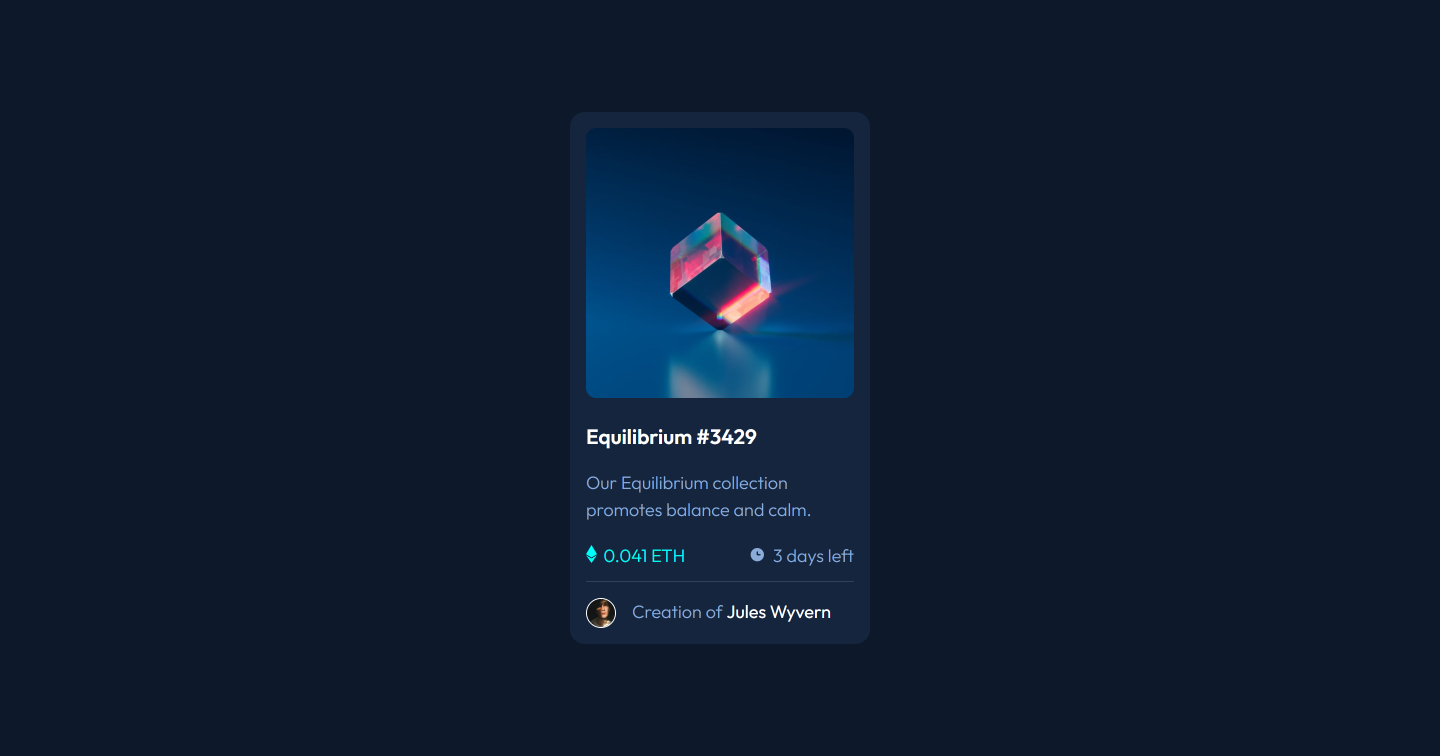 Equilibrium #3429
Our Equilibrium collection
promotes balance and calm.
0.041 ETH 3 days left
Creation of Jules Wyvern